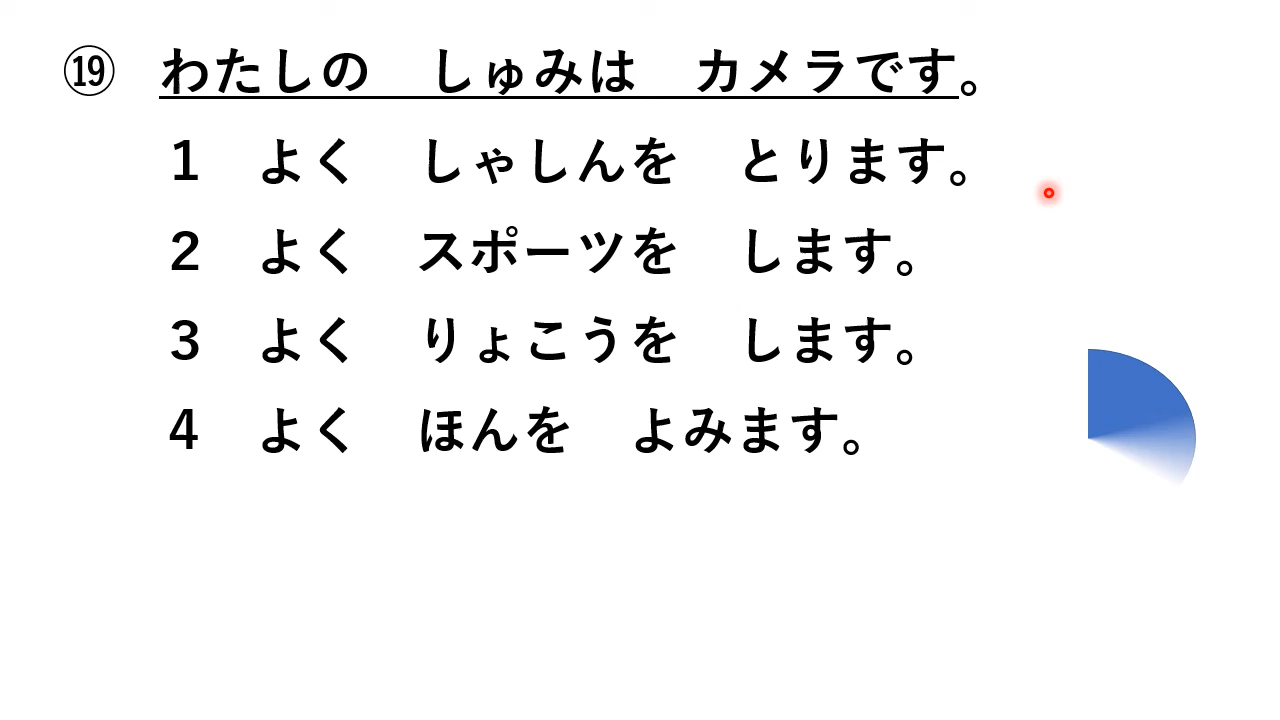 ⑲　わたしの　しゅみは　カメラです。
1　よく　しゃしんを　とります。
2　よく　スポーツを　します。
3　よく　りょこうを　します。
4　よく　ほんを　よみます。